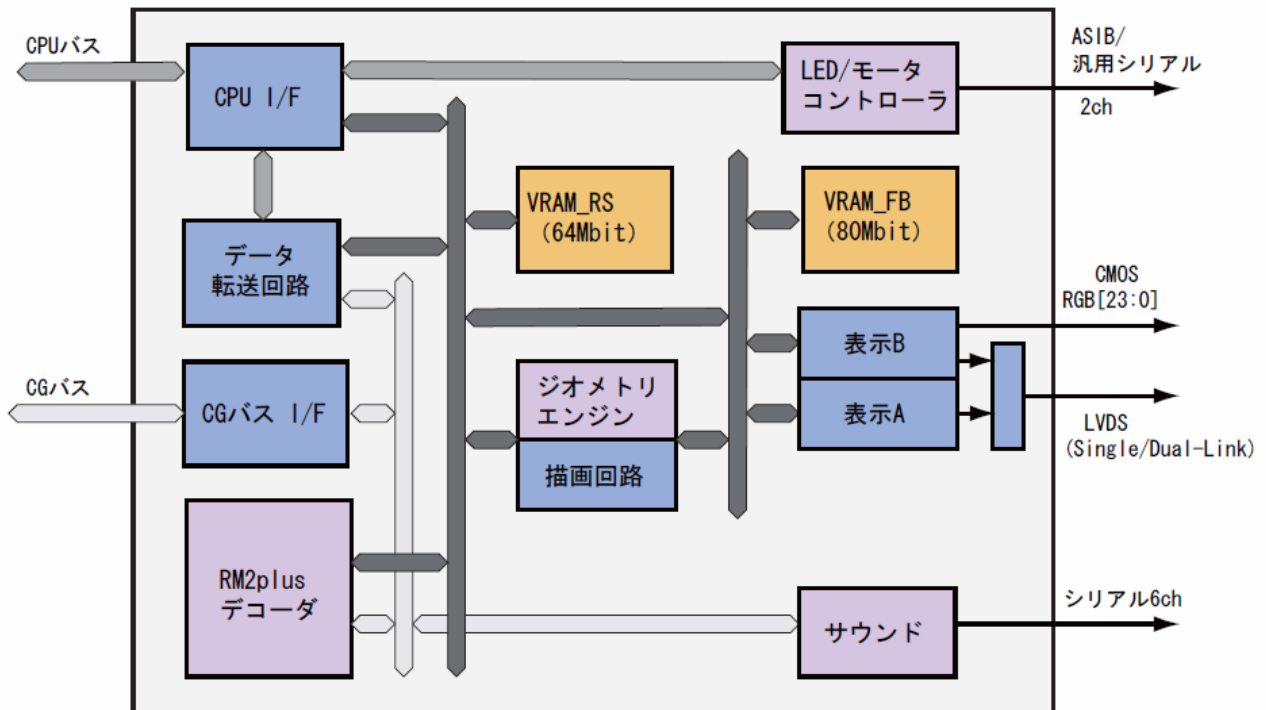 CPUバス
CPU I/F
LED/モータ
コントローラ
ASIB/
汎用シリアル
2ch
データ
転送回路
VRAM_RS
(64Mbit)
VRAM_FB
(80Mbit)
CMOS
RGB[23:0]
表示B
表示A
LVDS
(Single/Dual-Link)
CGバス
CGバス I/F
ジオメトリ
エンジン
描画回路
RM2plus
デコーダ
サウンド
シリアル6ch